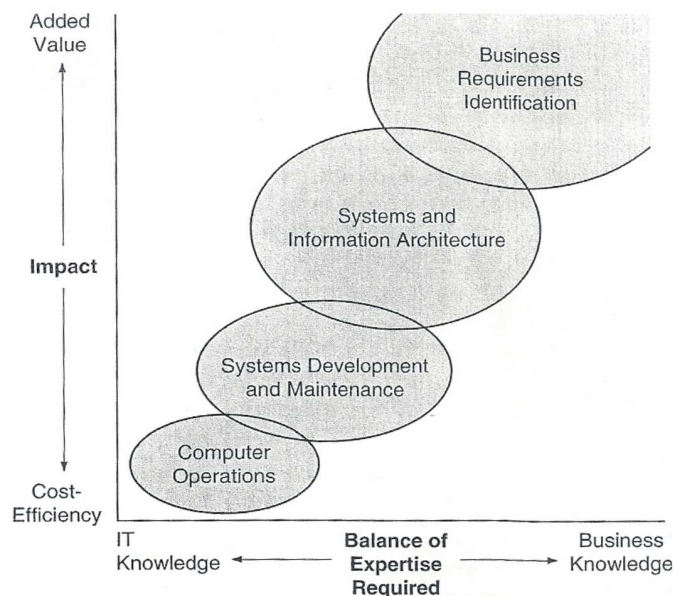 Added
Value
Business
Requirements
Identification
Systems and
Information Architecture
Impact
Systems Development
and Maintenance
Computer
Operations
Cost-
Efficiency
IT
Knowledge
Balance of
Expertise
Required
Business
Knowledge